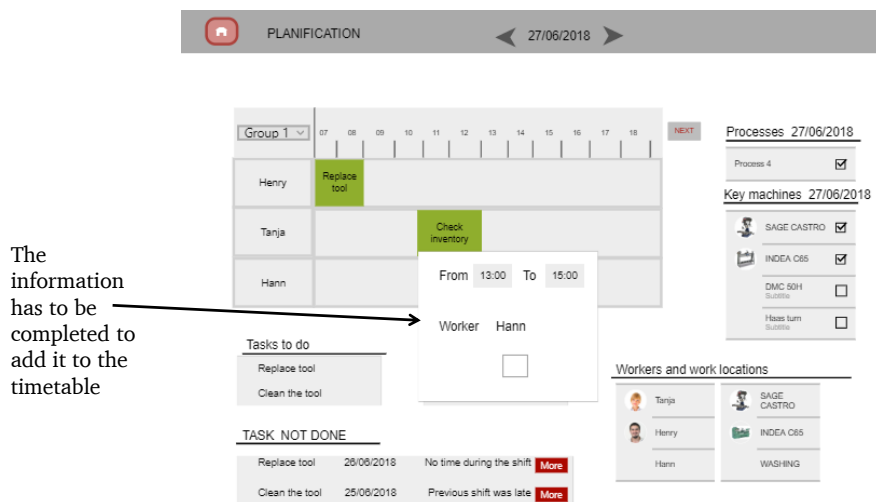 PLANIFICATION
27/06/2018
Group 1
07 08 09 10 11 12 13 14 15 16 17 18
NEXT
Henry
Replace
tool
Tanja
Check
inventory
Hann
From 13:00 To 15:00
Worker Hann
The
information
has to be
completed to
add it to the
timetable
Processes 27/06/2018
Process 4
Key machines 27/06/2018
SAGE CASTRO
INDEA C65
DMC 50H
Subtitle
Haas turn
Subtitle
Tasks to do
Replace tool
Clean the tool
TASK NOT DONE
Replace tool 26/06/2018 No time during the shift More
Clean the tool 25/06/2018 Previous shift was late More
Workers and work locations
Tanja
Henry
Hann
SAGE
CASTRO
INDEA C65
WASHING